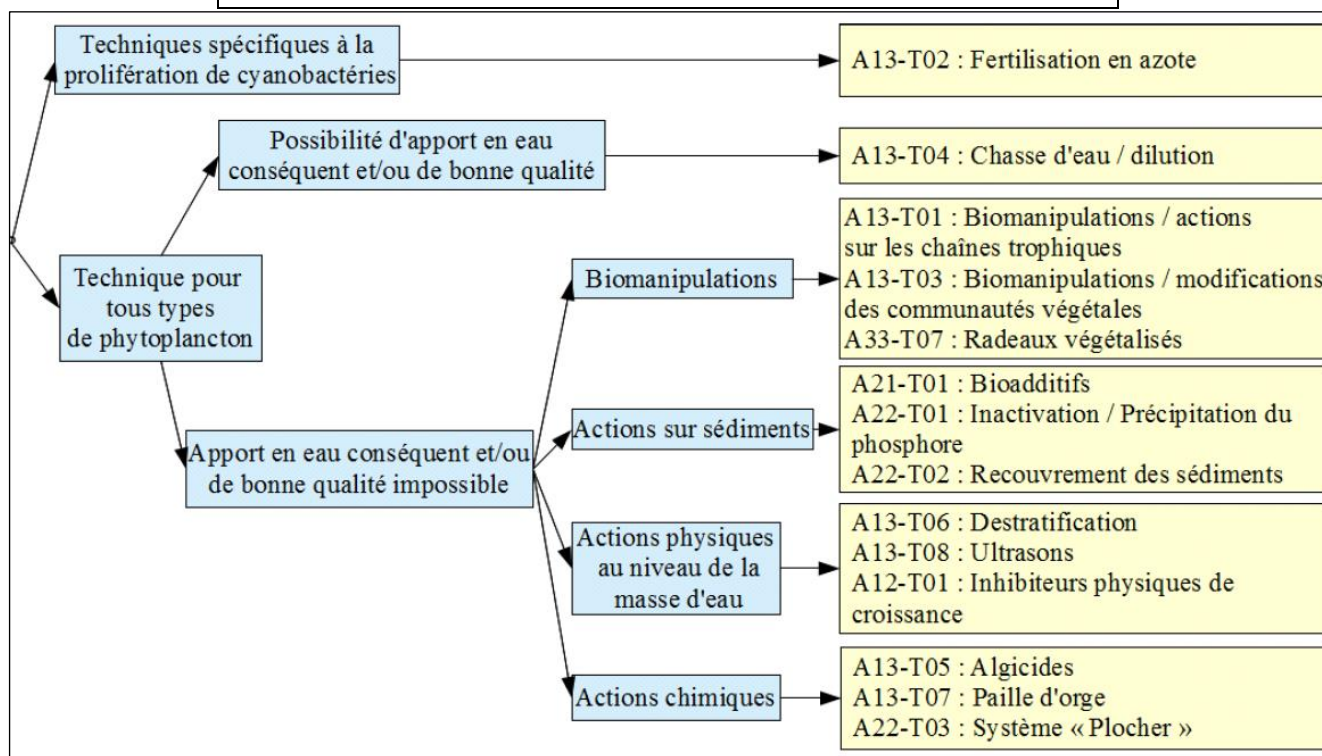 Techniques spécifiques à la
prolifération de cyanobactéries
A13-T02 : Fertilisation en azote
Possibilité d'apport en eau
conséquent et/ou de bonne qualité
A13-T04 : Chasse d'eau / dilution
Technique pour
tous types
de phytoplancton
Biomanipulations
A13-T01 : Biomanipulations / actions
sur les chaînes trophiques
A13-T03 : Biomanipulations / modifications
des communautés végétales
A33-T07 : Radeaux végétalisés
Apport en eau conséquent et/ou
de bonne qualité impossible
Actions sur sédiments
A21-T01 : Bioadditifs
A22-T01 : Inactivation / Précipitation du
phosphore
A22-T02 : Recouvrement des sédiments
Actions physiques
au niveau de la
masse d'eau
A13-T06 : Destratification
A13-T08 : Ultrasons
A12-T01 : Inhibiteurs physiques de
croissance
Actions chimiques
A13-T05 : Algicides
A13-T07 : Paille d'orge
A22-T03 : Système « Plocher »